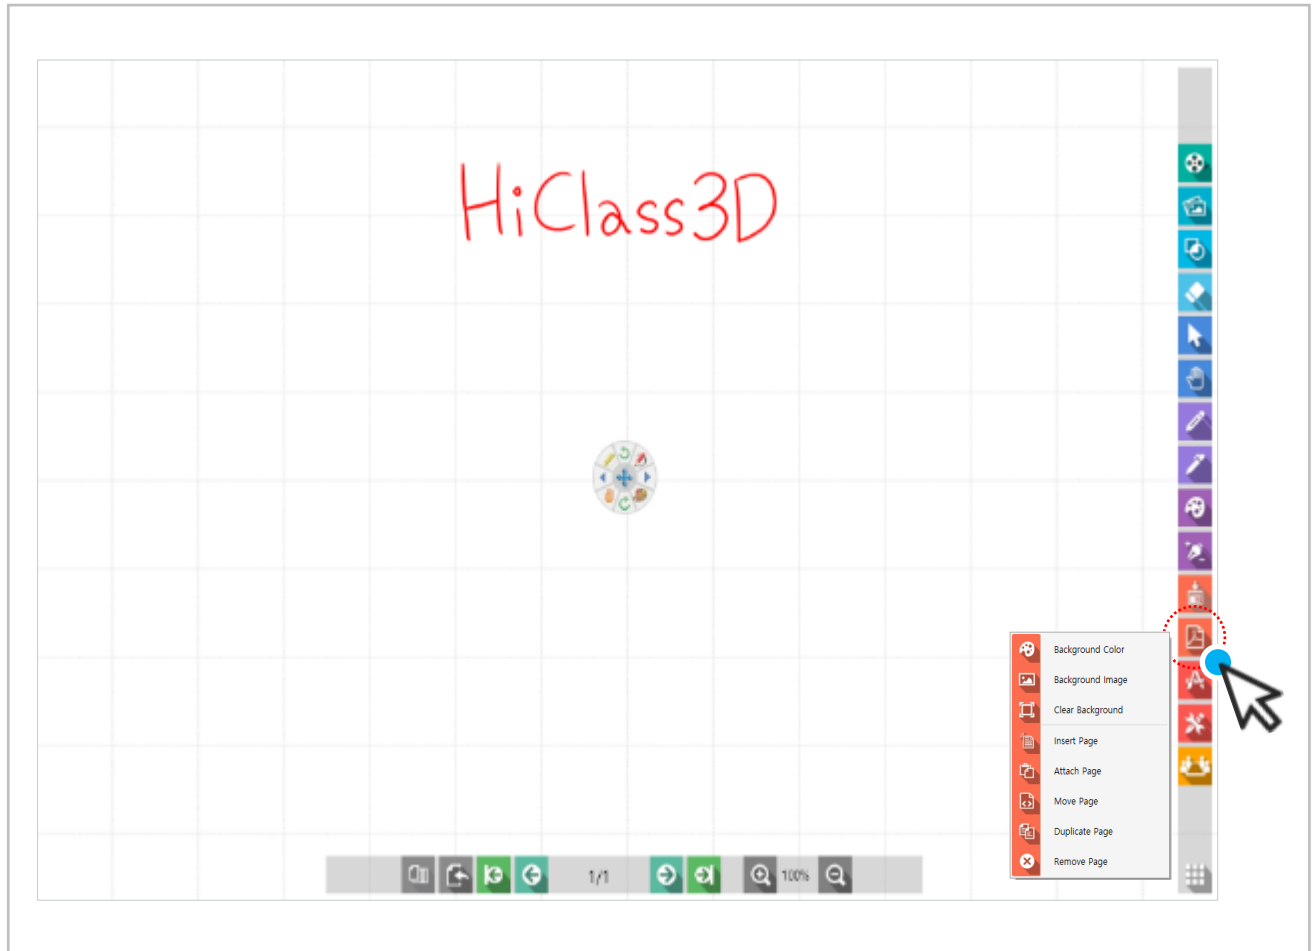 HiClass3D
Background Color
Background Image
Clear Background
Insert Page
Attach Page
Move Page
Duplicate Page
Remove Page
1/1
100%